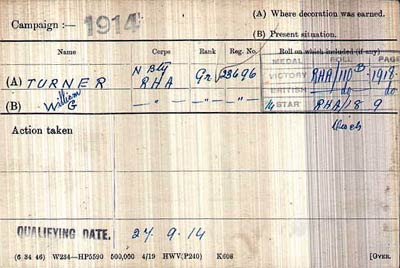 (A) Where decoration was earned.
Campaign :— 1914
(B) Present situation.
Name Corps Rank Reg. No. Roll on which included (if any)
MEDAL ROLL PAGE
(A) TURNER N Bty RHA Gr 23696 VICTORY RHA/110B 1918
(B) William G — " — — " — — " — BRITISH do do
14 STAR RHA/18 9
Action taken
QUALIFYING DATE. 24.9.14
(6 34 46) W234—HP5590 500,000 4/19 HWV(P240) K608 [OVER.